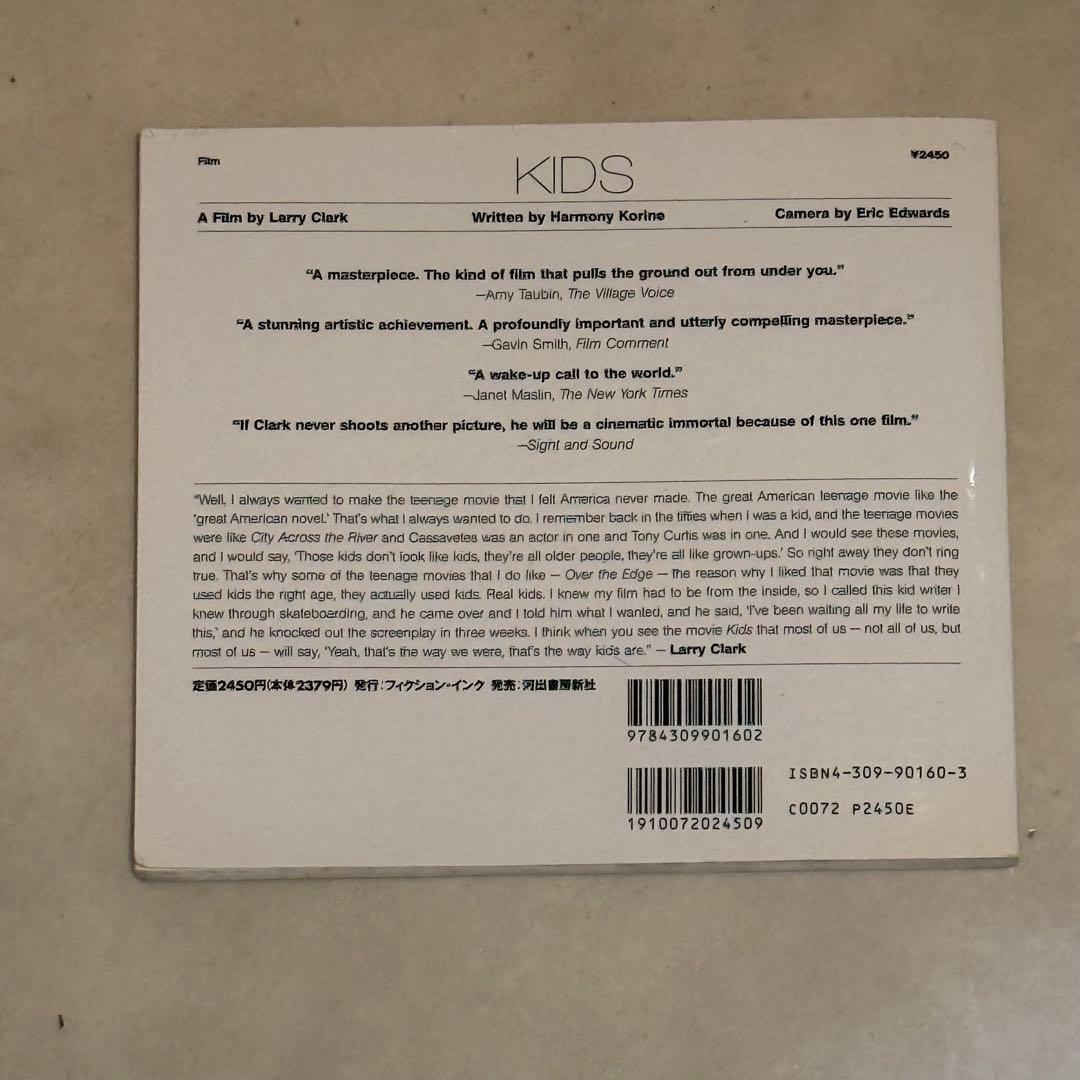 Film
KIDS
¥2450
A Film by Larry Clark
Written by Harmony Korine
Camera by Eric Edwards
“A masterpiece. The kind of film that pulls the ground out from under you.”
—Amy Taubin, The Village Voice
“A stunning artistic achievement. A profoundly important and utterly compelling masterpiece.”
—Gavin Smith, Film Comment
“A wake-up call to the world.”
—Janet Maslin, The New York Times
“If Clark never shoots another picture, he will be a cinematic immortal because of this one film.”
—Sight and Sound
“Well, I always wanted to make the teenage movie that I felt America never made. The great American teenage movie like the
‘great American novel.’ That’s what I always wanted to do. I remember back in the fifties when I was a kid, and the teenage movies
were like City Across the River and Cassavetes was an actor in one and Tony Curtis was in one. And I would see these movies,
and I would say, ‘Those kids don’t look like kids, they’re all older people, they’re all like grown-ups.’ So right away they don’t ring
true. That’s why some of the teenage movies that I do like — Over the Edge — the reason why I liked that movie was that they
used kids the right age, they actually used kids. Real kids. I knew my film had to be from the inside, so I called this kid writer I
knew through skateboarding, and he came over and I told him what I wanted, and he said, ‘I’ve been waiting all my life to write
this,’ and he knocked out the screenplay in three weeks. I think when you see the movie Kids that most of us — not all of us, but
most of us — will say, ‘Yeah, that’s the way we were, that’s the way kids are.” — Larry Clark
定価2450円(本体2379円) 発行:フィクション・インク 発売:河出書房新社
9784309901602
ISBN4-309-90160-3
C0072 P2450E
1910072024509